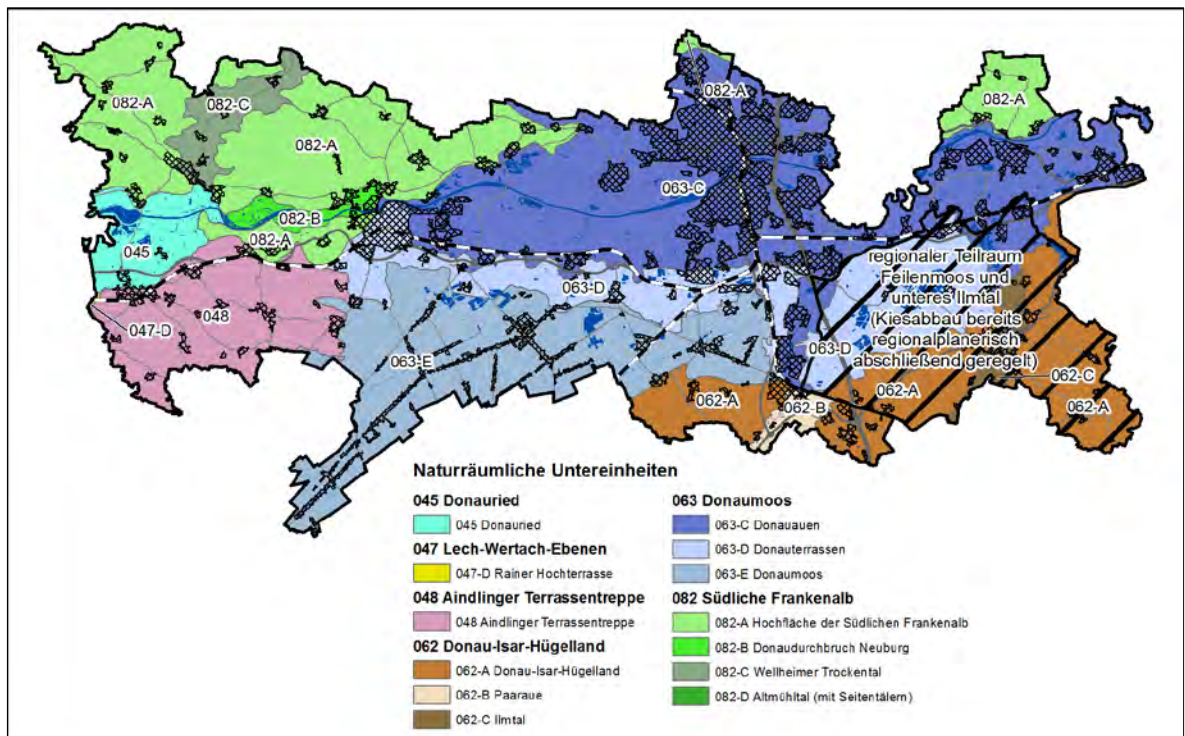 082-A
082-C
082-A
082-A
082-A
063-C
082-B
082-A
045
regionaler Teilraum
Feilenmoos und
unteres Ilmtal
(Kiesabbau bereits
regionalplanerisch
abschließend geregelt)
063-D
048
047-D
063-E
063-D
062-A
062-C
062-A
062-B
062-A
Naturräumliche Untereinheiten
045 Donauried
045 Donauried
047 Lech-Wertach-Ebenen
047-D Rainer Hochterrasse
048 Aindlinger Terrassentreppe
048 Aindlinger Terrassentreppe
062 Donau-Isar-Hügelland
062-A Donau-Isar-Hügelland
062-B Paaraue
062-C Ilmtal
063 Donaumoos
063-C Donauauen
063-D Donauterrassen
063-E Donaumoos
082 Südliche Frankenalb
082-A Hochfläche der Südlichen Frankenalb
082-B Donaudurchbruch Neuburg
082-C Wellheimer Trockental
082-D Altmühltal (mit Seitentälern)